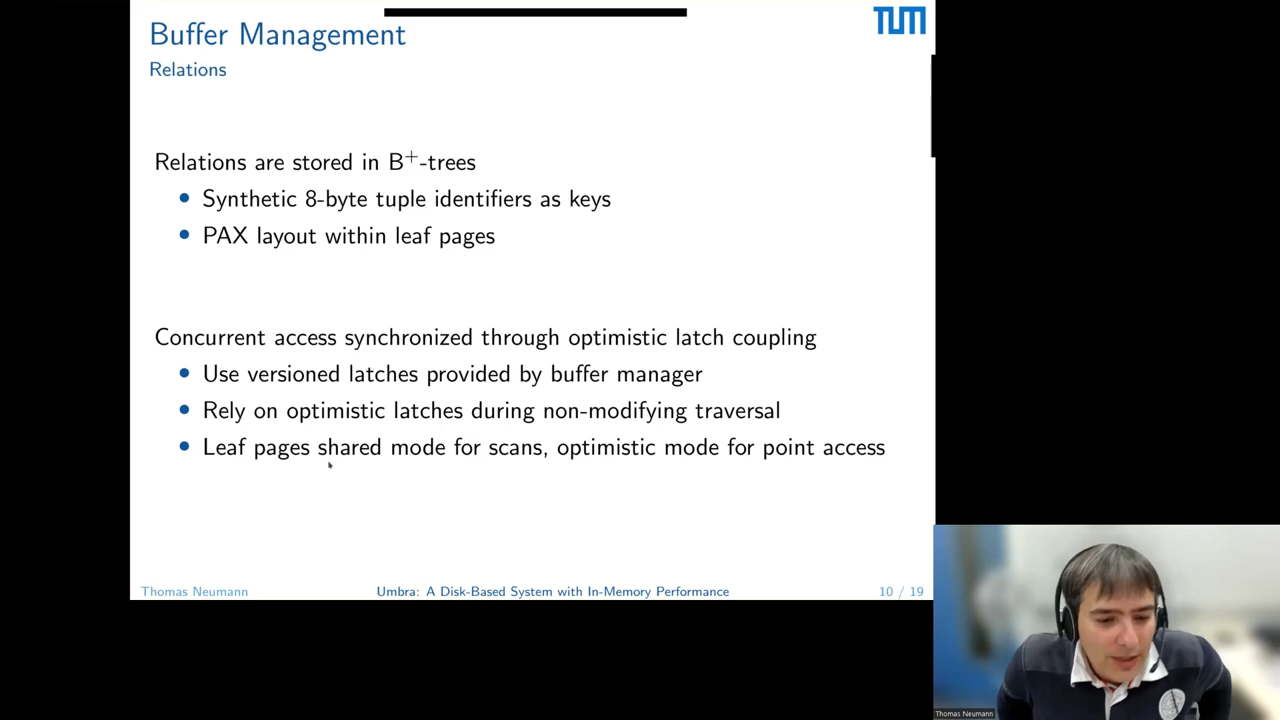 Buffer Management
TUM
Relations
Relations are stored in B+-trees
• Synthetic 8-byte tuple identifiers as keys
• PAX layout within leaf pages
Concurrent access synchronized through optimistic latch coupling
• Use versioned latches provided by buffer manager
• Rely on optimistic latches during non-modifying traversal
• Leaf pages shared mode for scans, optimistic mode for point access
Thomas Neumann Umbra: A Disk-Based System with In-Memory Performance 10 / 19
Thomas Neumann